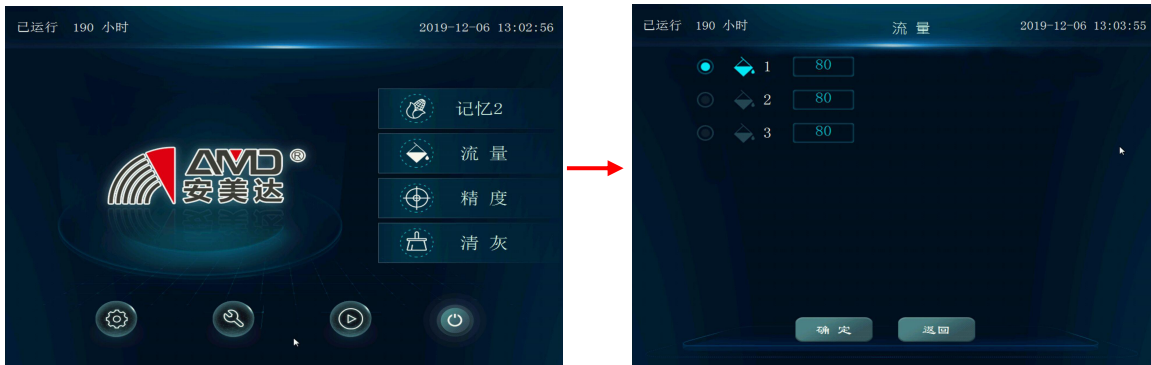 已运行 190 小时 2019-12-06 13:02:56
记忆2
流 量
精 度
清 灰
AMD®
安美达
已运行 190 小时 流 量 2019-12-06 13:03:55
1 80
2 80
3 80
确 定 返 回